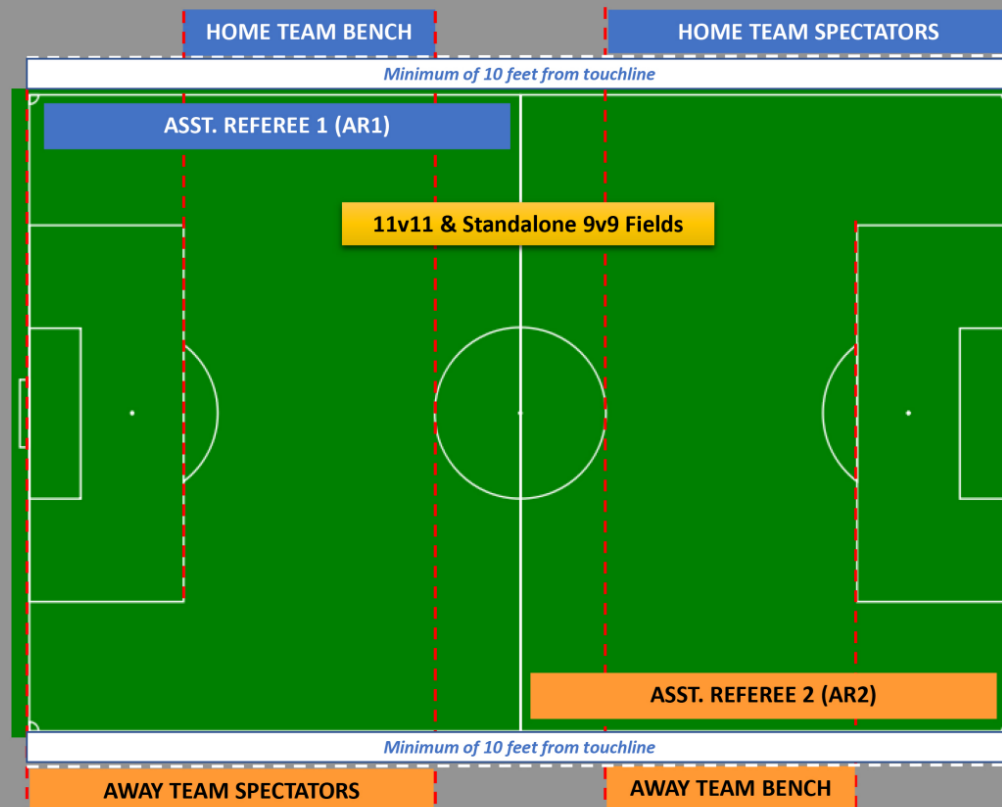 HOME TEAM BENCH
HOME TEAM SPECTATORS
Minimum of 10 feet from touchline
ASST. REFEREE 1 (AR1)
11v11 & Standalone 9v9 Fields
ASST. REFEREE 2 (AR2)
Minimum of 10 feet from touchline
AWAY TEAM SPECTATORS
AWAY TEAM BENCH